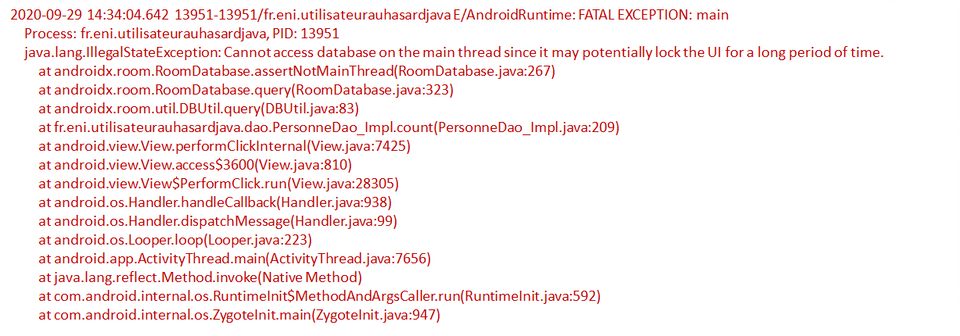 2020-09-29 14:34:04.642 13951-13951/fr.eni.utilisateurauhasardjava E/AndroidRuntime: FATAL EXCEPTION: main
Process: fr.eni.utilisateurauhasardjava, PID: 13951
java.lang.IllegalStateException: Cannot access database on the main thread since it may potentially lock the UI for a long period of time.
at androidx.room.RoomDatabase.assertNotMainThread(RoomDatabase.java:267)
at androidx.room.RoomDatabase.query(RoomDatabase.java:323)
at androidx.room.util.DBUtil.query(DBUtil.java:83)
at fr.eni.utilisateurauhasardjava.dao.PersonneDao_Impl.count(PersonneDao_Impl.java:209)
at android.view.View.performClickInternal(View.java:7425)
at android.view.View.access$3600(View.java:810)
at android.view.View$PerformClick.run(View.java:28305)
at android.os.Handler.handleCallback(Handler.java:938)
at android.os.Handler.dispatchMessage(Handler.java:99)
at android.os.Looper.loop(Looper.java:223)
at android.app.ActivityThread.main(ActivityThread.java:7656)
at java.lang.reflect.Method.invoke(Native Method)
at com.android.internal.os.RuntimeInit$MethodAndArgsCaller.run(RuntimeInit.java:592)
at com.android.internal.os.ZygoteInit.main(ZygoteInit.java:947)